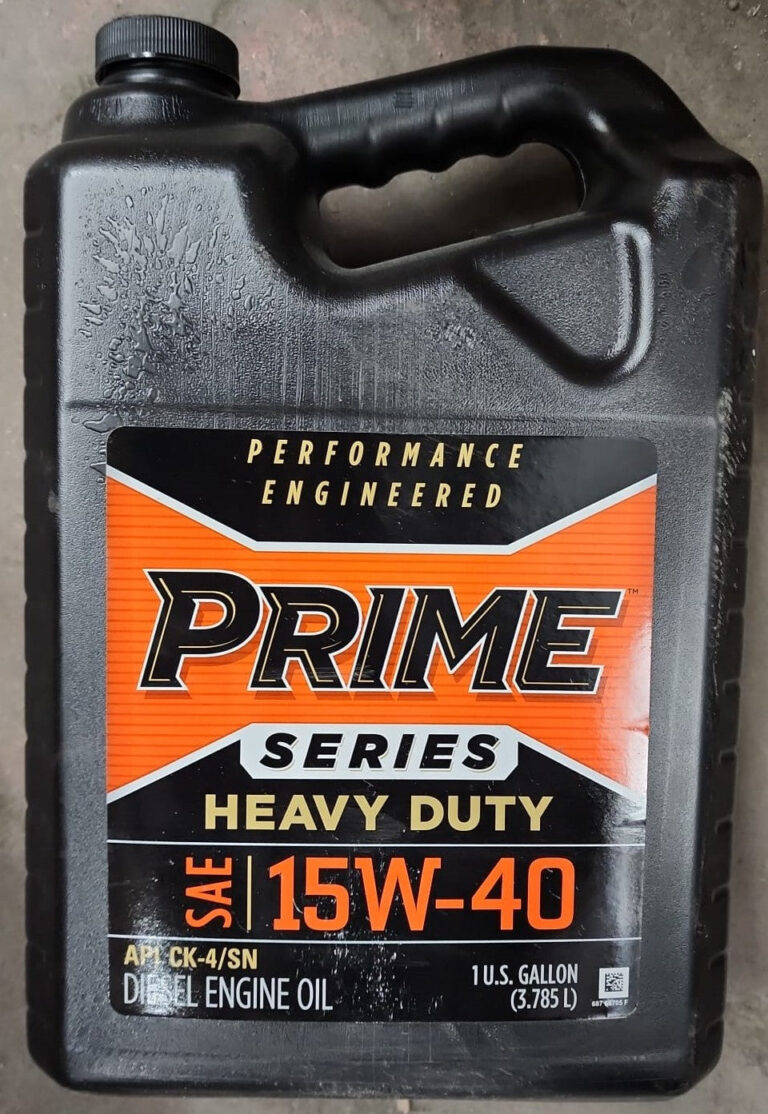 PERFORMANCE
ENGINEERED
PRIME™
SERIES
HEAVY DUTY
SAE 15W-40
API CK-4/SN
DIESEL ENGINE OIL
1 U.S. GALLON
(3.785 L)